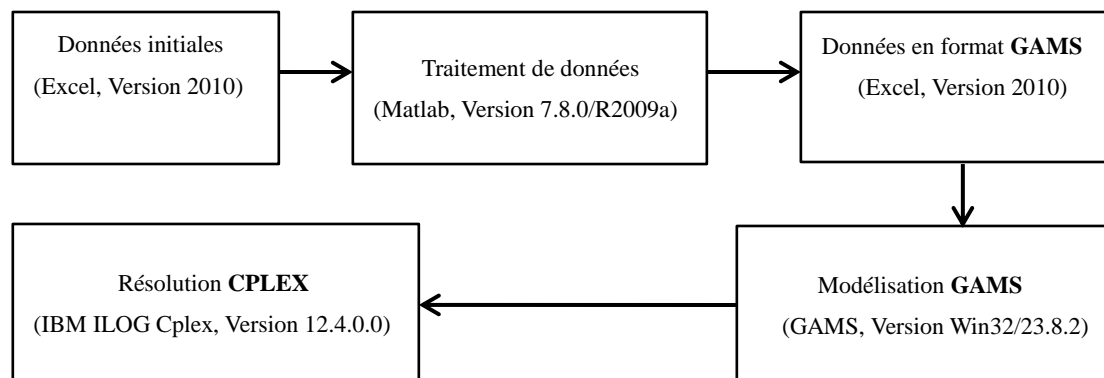 Données initiales
(Excel, Version 2010)
Traitement de données
(Matlab, Version 7.8.0/R2009a)
Données en format GAMS
(Excel, Version 2010)
Modélisation GAMS
(GAMS, Version Win32/23.8.2)
Résolution CPLEX
(IBM ILOG Cplex, Version 12.4.0.0)